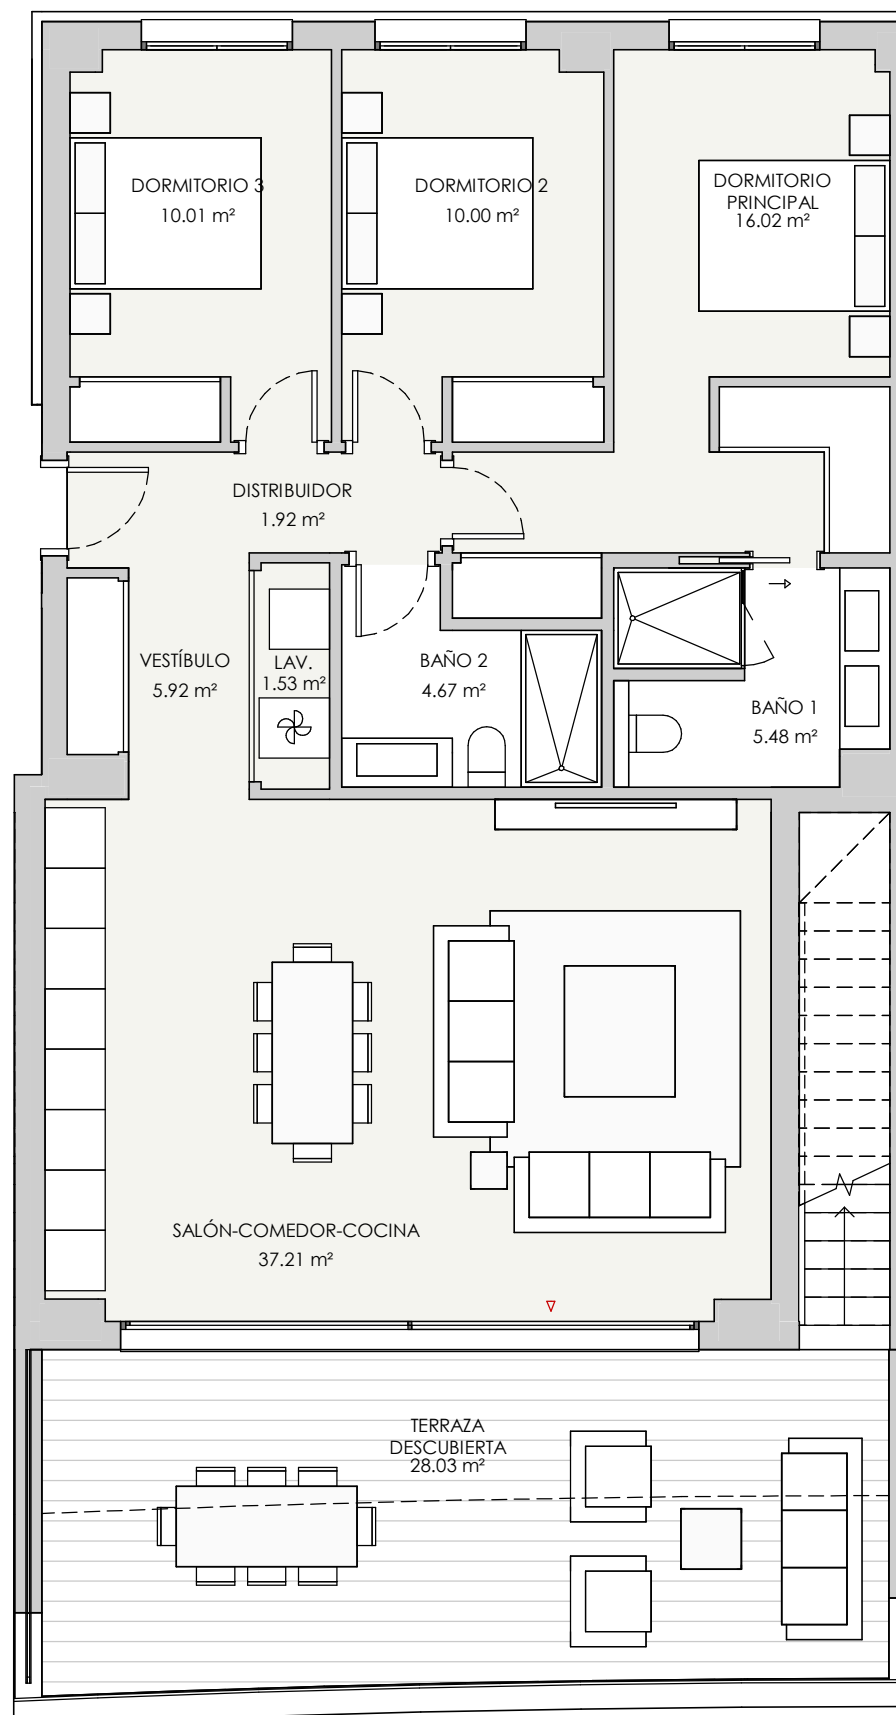 DORMITORIO 3
10.01 m²
DORMITORIO 2
10.00 m²
DORMITORIO
PRINCIPAL
16.02 m²
DISTRIBUIDOR
1.92 m²
VESTÍBULO
5.92 m²
LAV.
1.53 m²
BAÑO 2
4.67 m²
BAÑO 1
5.48 m²
SALÓN-COMEDOR-COCINA
37.21 m²
TERRAZA
DESCUBIERTA
28.03 m²